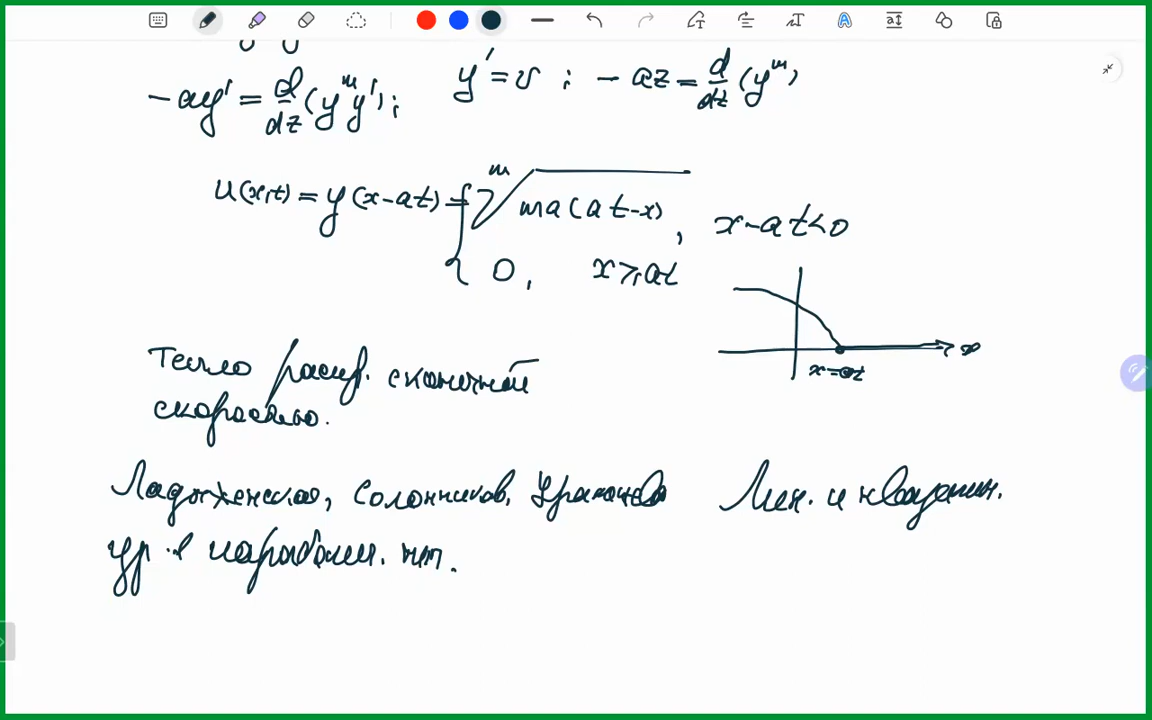 -ay' = d/dz (y^m y'); y' = v ; - az = d/dz (y^m)
u(x,t) = y(x-at) = { ^m√ma(at-x), x-at<0
0, x⩾at
x
x=at
Тепло распр. с конечной
скоростью.
Ладыженская, Солонников, Уральцева Лин. и квазилин.
ур. параболич. тип.